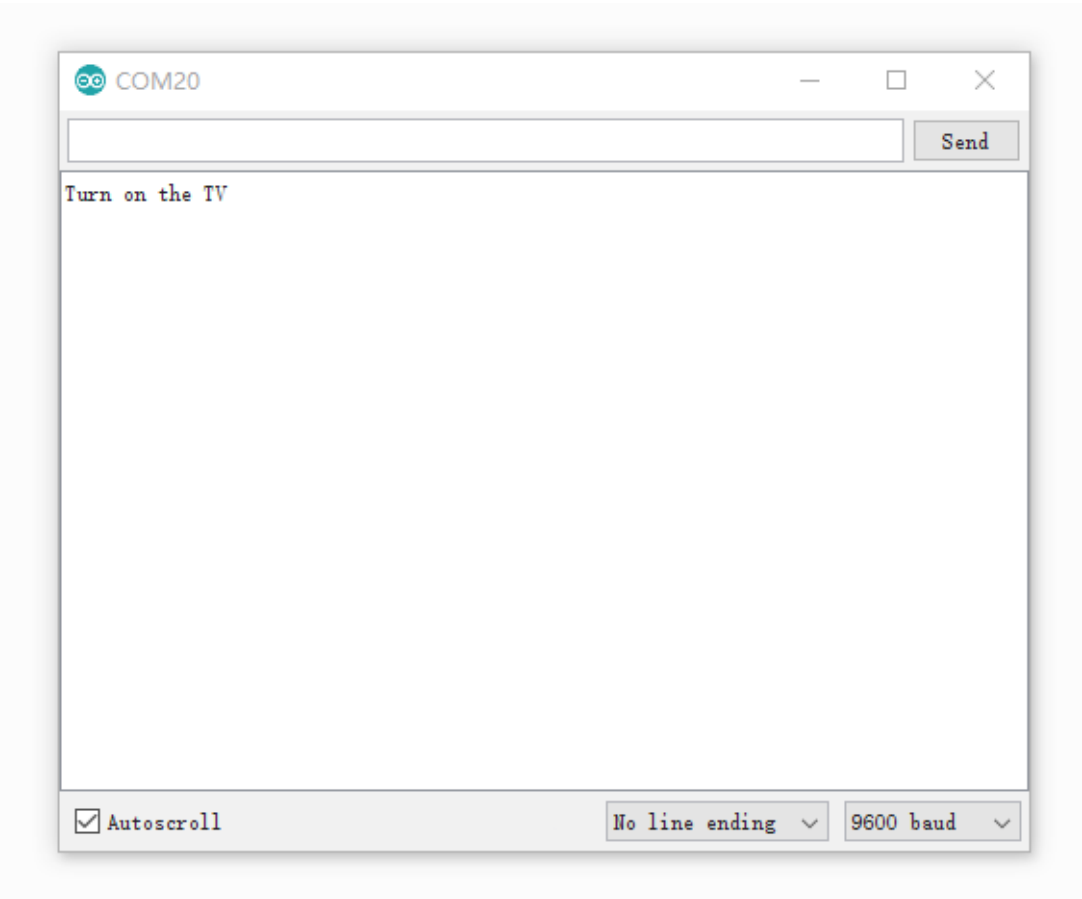 COM20
Send
Turn on the TV
Autoscroll
No line ending
9600 baud